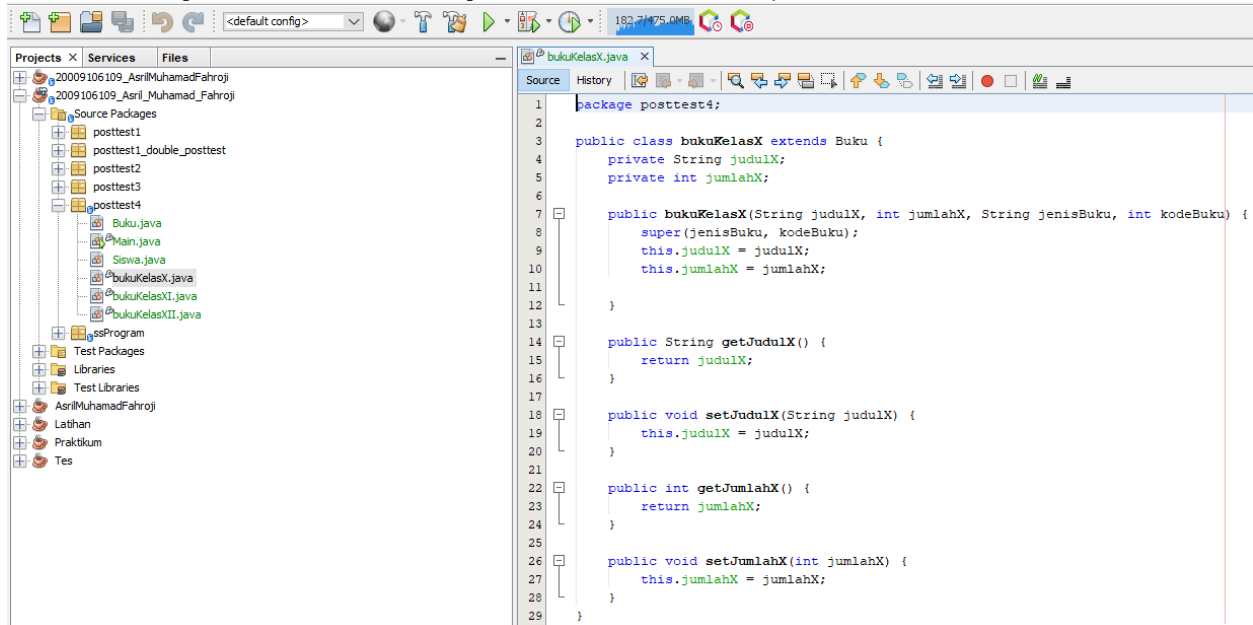 <default config>
182,7/475,0MB
Projects
Services
Files
20009106109_AsrilMuhamadFahroji
2009106109_Asril_Muhamad_Fahroji
Source Packages
posttest1
posttest1_double_posttest
posttest2
posttest3
posttest4
Buku.java
Main.java
Siswa.java
bukuKelasX.java
bukuKelasXI.java
bukuKelasXII.java
ssProgram
Test Packages
Libraries
Test Libraries
AsrilMuhamadFahroji
Latihan
Praktikum
Tes
bukuKelasX.java
Source History
1 package posttest4;
2
3 public class bukuKelasX extends Buku {
4 private String judulX;
5 private int jumlahX;
6
7 public bukuKelasX(String judulX, int jumlahX, String jenisBuku, int kodeBuku) {
8 super(jenisBuku, kodeBuku);
9 this.judulX = judulX;
10 this.jumlahX = jumlahX;
11
12 }
13
14 public String getJudulX() {
15 return judulX;
16 }
17
18 public void setJudulX(String judulX) {
19 this.judulX = judulX;
20 }
21
22 public int getJumlahX() {
23 return jumlahX;
24 }
25
26 public void setJumlahX(int jumlahX) {
27 this.jumlahX = jumlahX;
28 }
29 }